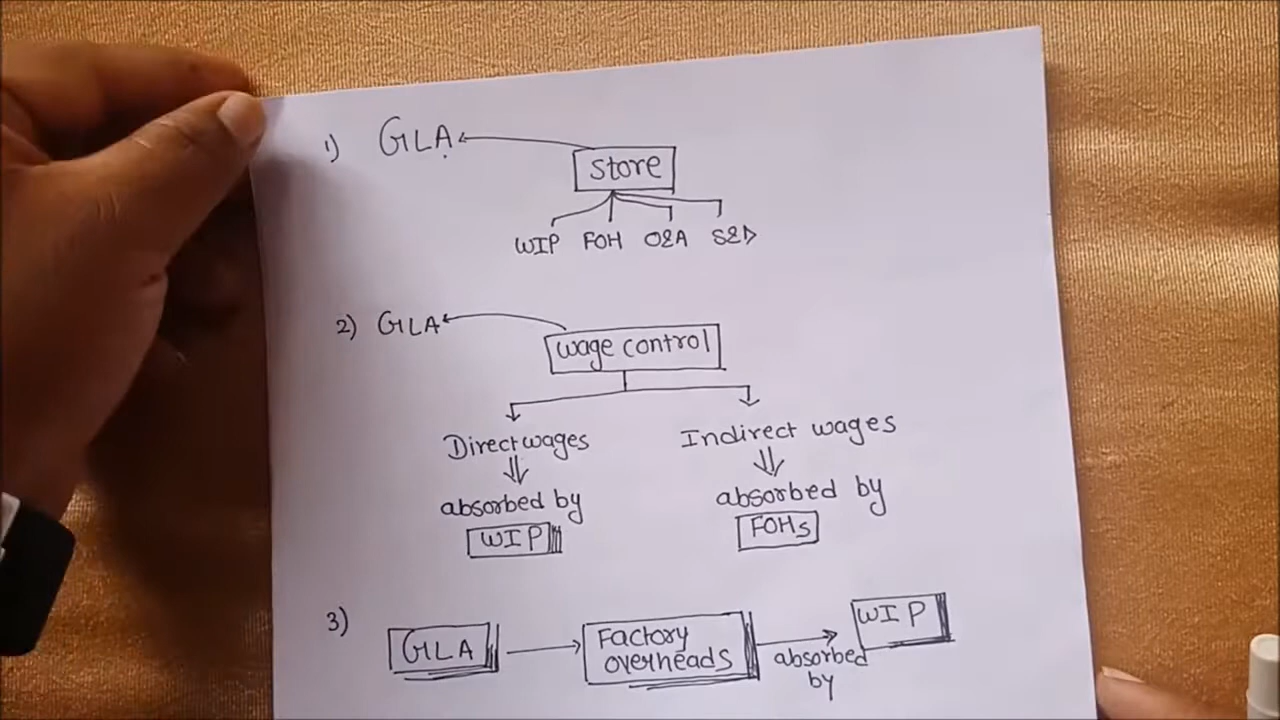 1) GLA
Store
WIP FOH O&A S&D
2) GLA
wage control
Direct wages Indirect wages
absorbed by absorbed by
WIP FOHs
3)
GLA Factory overheads WIP
absorbed
by